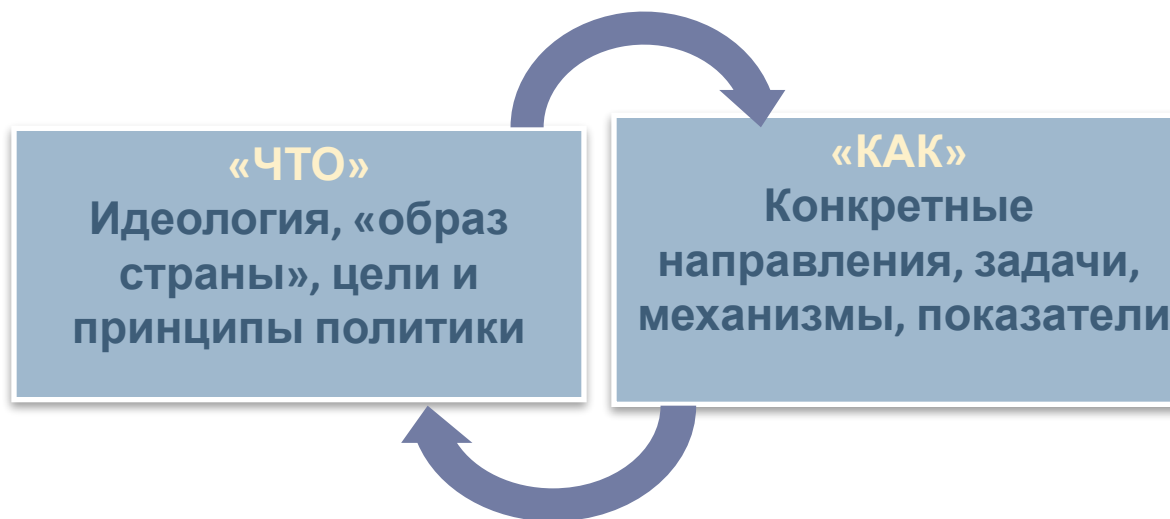 «ЧТО»
Идеология, «образ
страны», цели и
принципы политики
«КАК»
Конкретные
направления, задачи,
механизмы, показатели